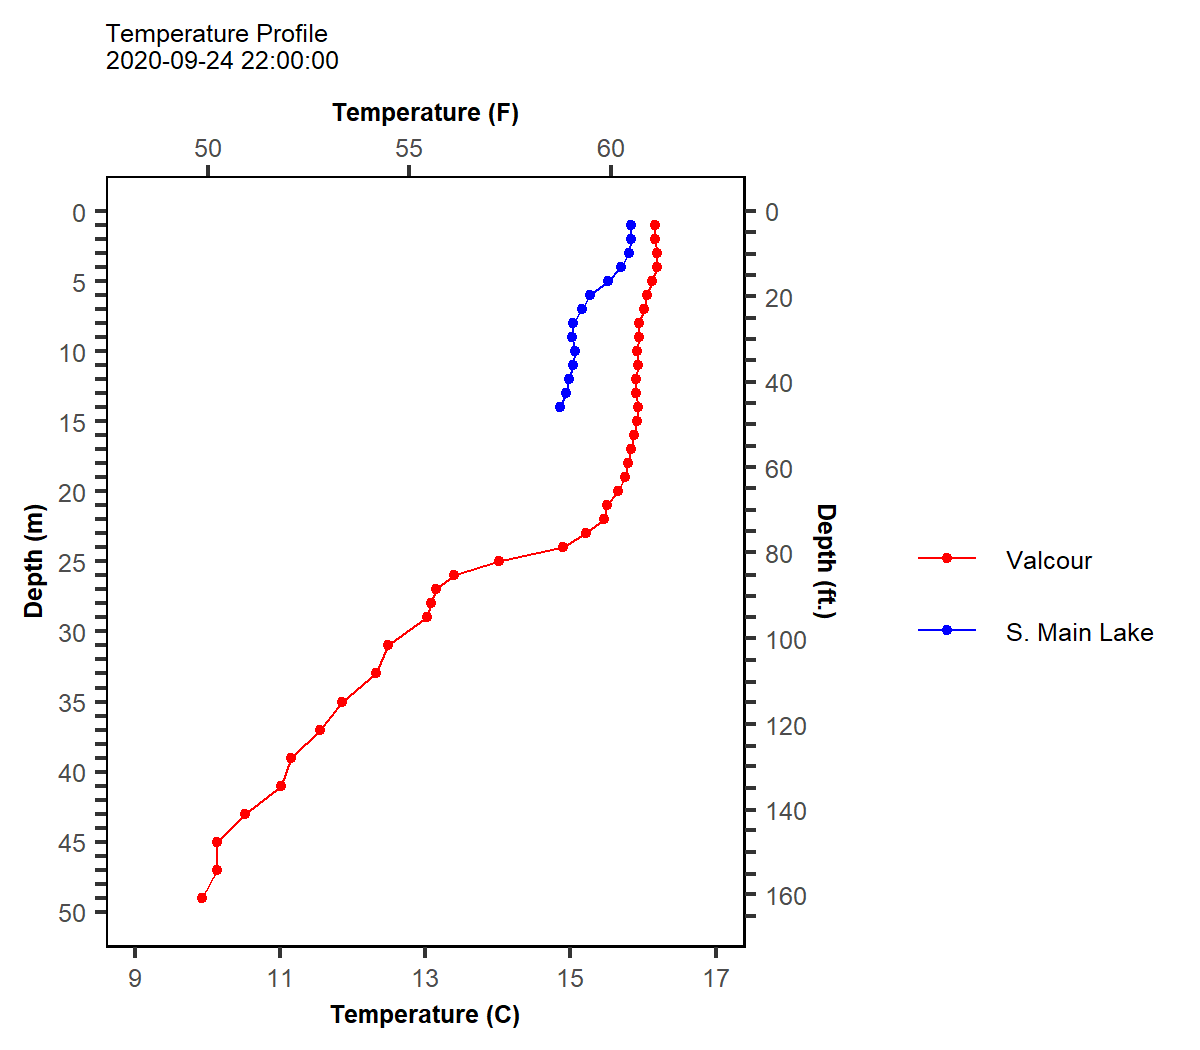 Temperature Profile
2020-09-24 22:00:00
Temperature (F)
50 55 60
0
5
10
15
20
25
30
35
40
45
50
Depth (m)
0
20
40
60
80
100
120
140
160
Depth (ft.)
Valcour
S. Main Lake
9 11 13 15 17
Temperature (C)